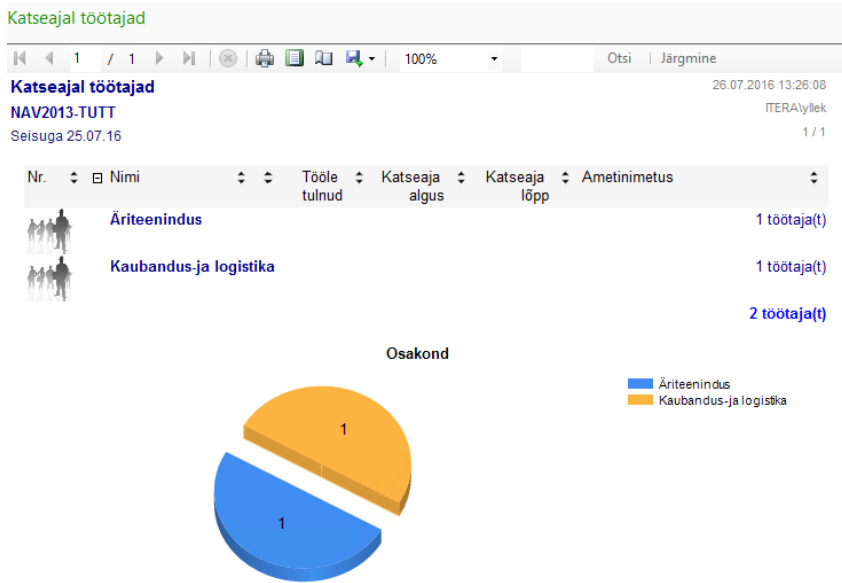 Katseajal töötajad
1 / 1 100% Otsi | Järgmine
Katseajal töötajad 26.07.2016 13:26:08
NAV2013-TUTT ITERA\yllek
Seisuga 25.07.16 1 / 1
Nr. Nimi Tööle tulnud Katseaja algus Katseaja lõpp Ametinimetus
Äriteenindus 1 töötaja(t)
Kaubandus-ja logistika 1 töötaja(t)
2 töötaja(t)
Osakond
Äriteenindus
Kaubandus-ja logistika
1
1